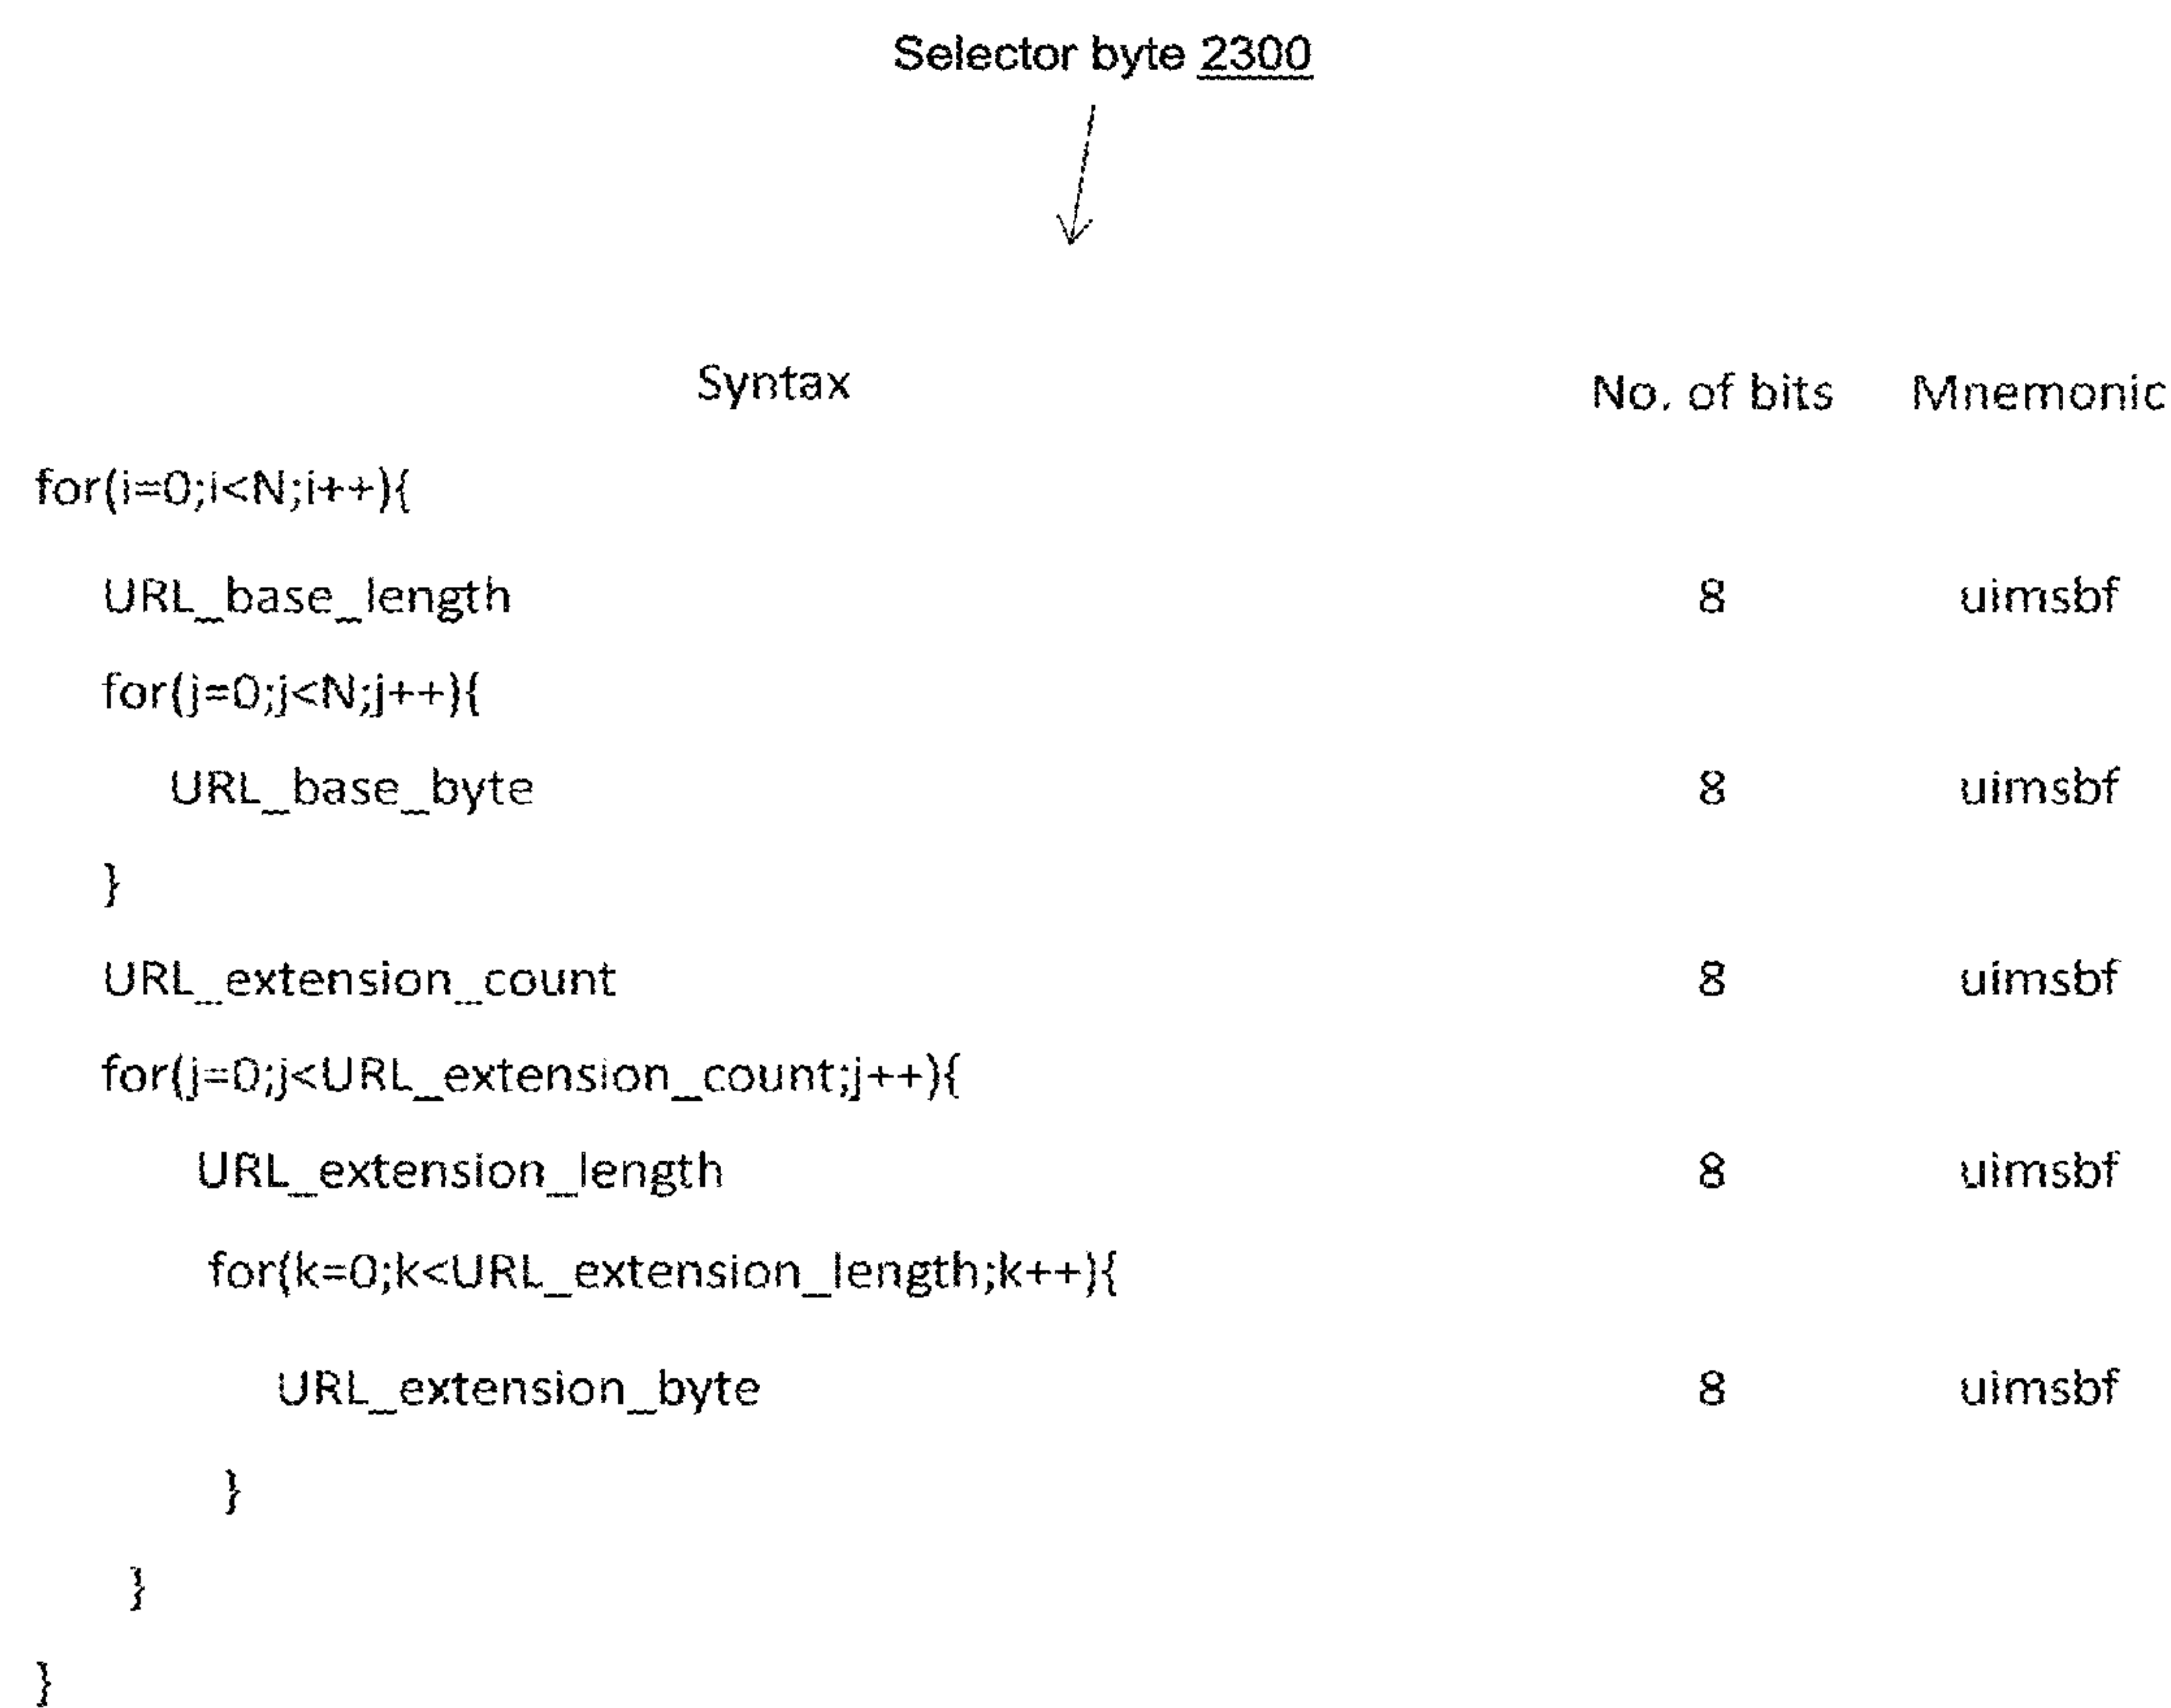 Selector byte 2300
Syntax No. of bits Mnemonic
for(i=0;i<N;i++){
URL_base_length 8 uimsbf
for(j=0;j<N;j++){
URL_base_byte 8 uimsbf
}
URL_extension_count 8 uimsbf
for(j=0;j<URL_extension_count;j++){
URL_extension_length 8 uimsbf
for(k=0;k<URL_extension_length;k++){
URL_extension_byte 8 uimsbf
}
}
}